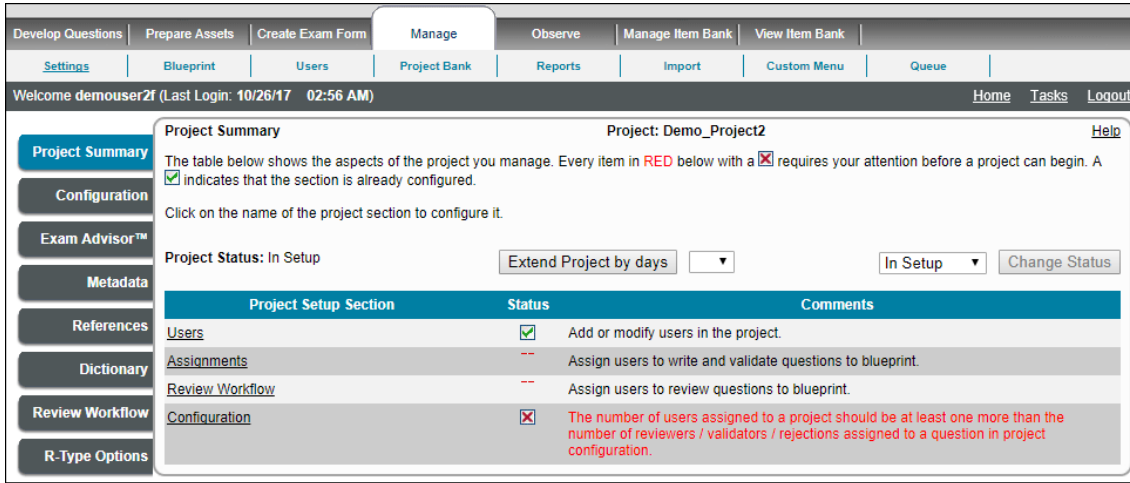 Develop Questions Prepare Assets Create Exam Form Manage Observe Manage Item Bank View Item Bank
Settings Blueprint Users Project Bank Reports Import Custom Menu Queue
Welcome demouser2f (Last Login: 10/26/17 02:56 AM) Home Tasks Logout
Project Summary
Configuration
Exam Advisor™
Metadata
References
Dictionary
Review Workflow
R-Type Options
Project Summary Project: Demo_Project2 Help
The table below shows the aspects of the project you manage. Every item in RED below with a requires your attention before a project can begin. A
indicates that the section is already configured.
Click on the name of the project section to configure it.
Project Status: In Setup Extend Project by days In Setup Change Status
Project Setup Section Status Comments
Users Add or modify users in the project.
Assignments -- Assign users to write and validate questions to blueprint.
Review Workflow -- Assign users to review questions to blueprint.
Configuration The number of users assigned to a project should be at least one more than the
number of reviewers / validators / rejections assigned to a question in project
configuration.